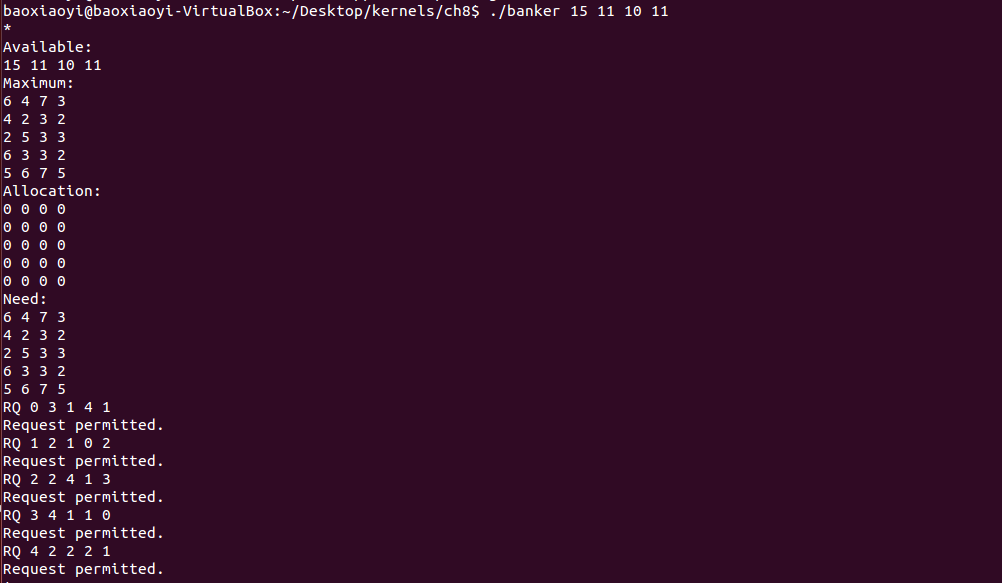 baoxiaoyi@baoxiaoyi-VirtualBox:~/Desktop/kernels/ch8$ ./banker 15 11 10 11
*
Available:
15 11 10 11
Maximum:
6 4 7 3
4 2 3 2
2 5 3 3
6 3 3 2
5 6 7 5
Allocation:
0 0 0 0
0 0 0 0
0 0 0 0
0 0 0 0
0 0 0 0
Need:
6 4 7 3
4 2 3 2
2 5 3 3
6 3 3 2
5 6 7 5
RQ 0 3 1 4 1
Request permitted.
RQ 1 2 1 0 2
Request permitted.
RQ 2 2 4 1 3
Request permitted.
RQ 3 4 1 1 0
Request permitted.
RQ 4 2 2 2 1
Request permitted.